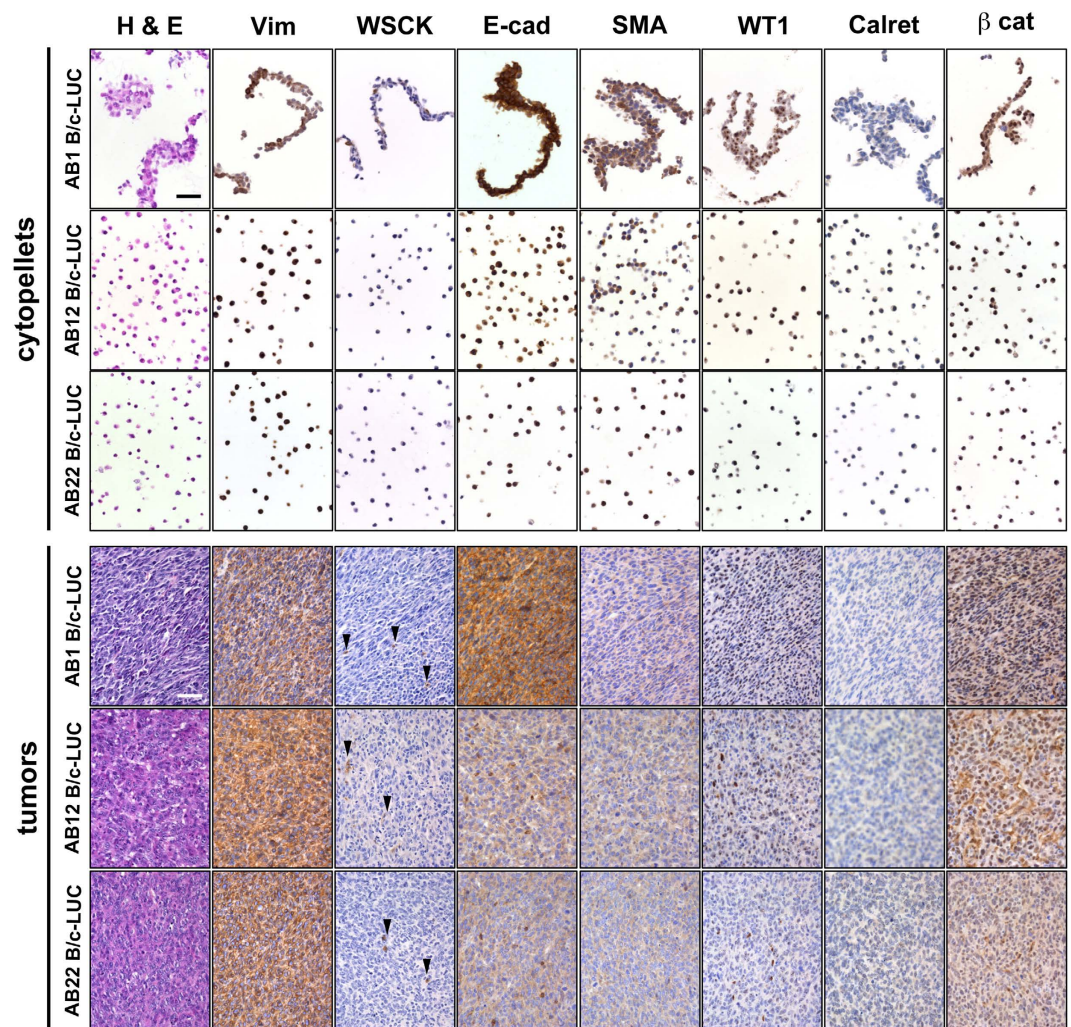 H & E Vim WSCK E-cad SMA WT1 Calret β cat
cytopellets
AB1 B/c-LUC
AB12 B/c-LUC
AB22 B/c-LUC
tumors
AB1 B/c-LUC
AB12 B/c-LUC
AB22 B/c-LUC